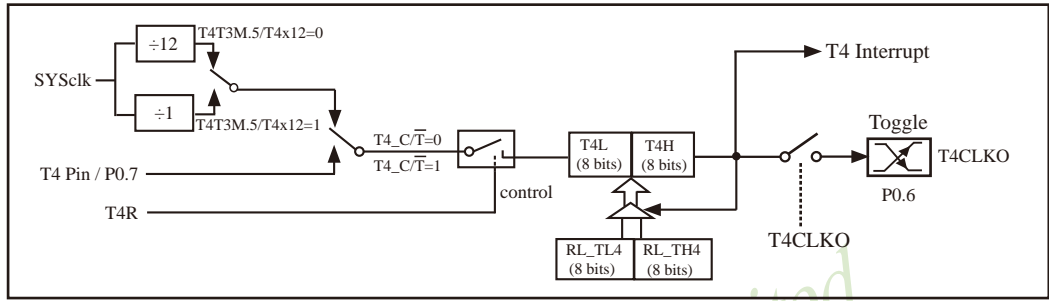 ÷12
T4T3M.5/T4x12=0
SYSclk
÷1
T4T3M.5/T4x12=1
T4 Pin / P0.7
T4R
T4_C/T̅=0
T4_C/T̅=1
control
T4L
(8 bits)
T4H
(8 bits)
RL_TL4
(8 bits)
RL_TH4
(8 bits)
T4 Interrupt
Toggle
T4CLKO
P0.6
T4CLKO